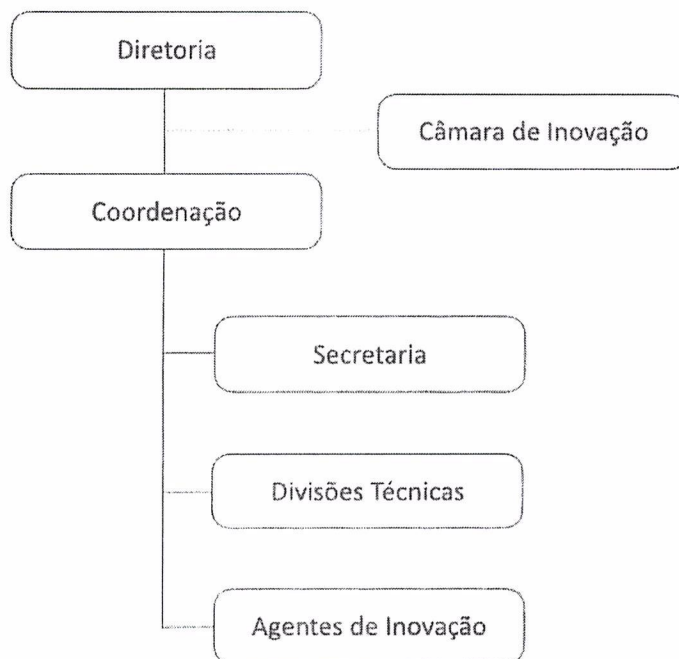 Diretoria
Câmara de Inovação
Coordenação
Secretaria
Divisões Técnicas
Agentes de Inovação